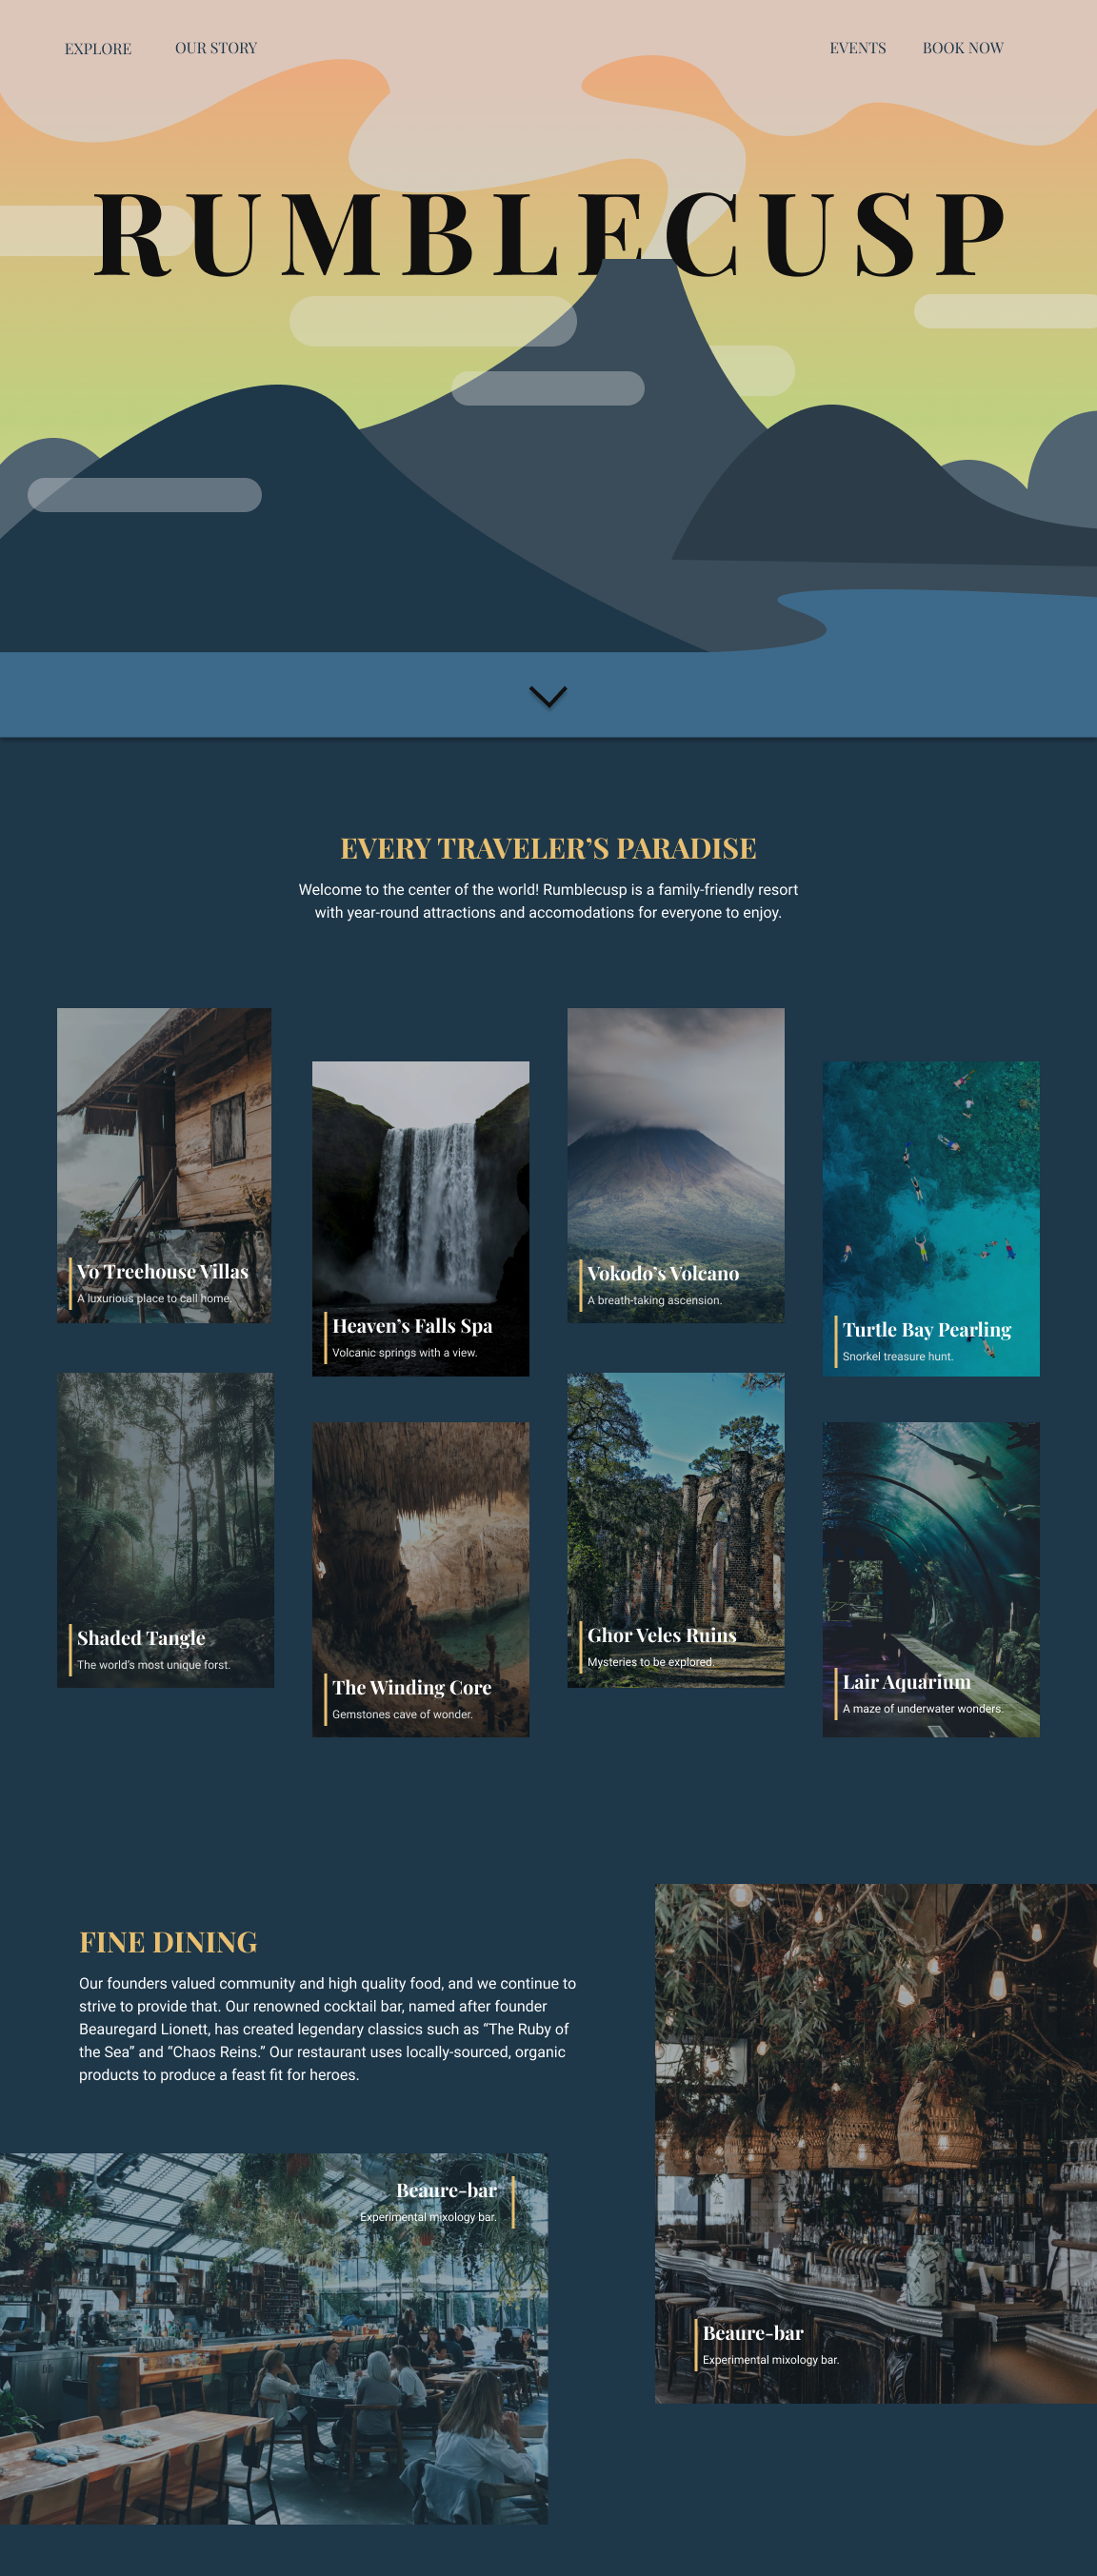 EXPLORE
OUR STORY
EVENTS
BOOK NOW
RUMBLECUSP
EVERY TRAVELER’S PARADISE
Welcome to the center of the world! Rumblecusp is a family-friendly resort
with year-round attractions and accomodations for everyone to enjoy.
Vo Treehouse Villas
A luxurious place to call home.
Heaven’s Falls Spa
Volcanic springs with a view.
Vokodo’s Volcano
A breath-taking ascension.
Turtle Bay Pearling
Snorkel treasure hunt.
Shaded Tangle
The world’s most unique forst.
The Winding Core
Gemstones cave of wonder.
Ghor Veles Ruins
Mysteries to be explored.
Lair Aquarium
A maze of underwater wonders.
FINE DINING
Our founders valued community and high quality food, and we continue to
strive to provide that. Our renowned cocktail bar, named after founder
Beauregard Lionett, has created legendary classics such as “The Ruby of
the Sea” and “Chaos Reins.” Our restaurant uses locally-sourced, organic
products to produce a feast fit for heroes.
Beaure-bar
Experimental mixology bar.
Beaure-bar
Experimental mixology bar.